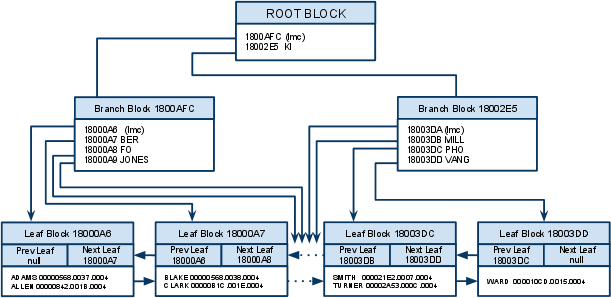 ROOT BLOCK
1800AFC (lmc)
18002E5 KI
Branch Block 1800AFC
18000A6 (lmc)
18000A7 BER
18000A8 FO
18000A9 JONES
Branch Block 18002E5
18003DA (lmc)
18003DB MILL
18003DC PHO
18003DD VANG
Leaf Block 18000A6
Prev Leaf Next Leaf
null 18000A7
ADAMS 00000568.0037.0004
ALLEN 00000842.001B.0004
Leaf Block 18000A7
Prev Leaf Next Leaf
18000A6 18000A8
BLAKE 00000568.0038.0004
CLARK 0000081C.001E.0004
Leaf Block 18003DC
Prev Leaf Next Leaf
18003DB 18003DD
SMITH 000021E2.0007.0004
TURNER 00002A53.000C.0004
Leaf Block 18003DD
Prev Leaf Next Leaf
18003DC null
WARD 000010CD.0015.0004